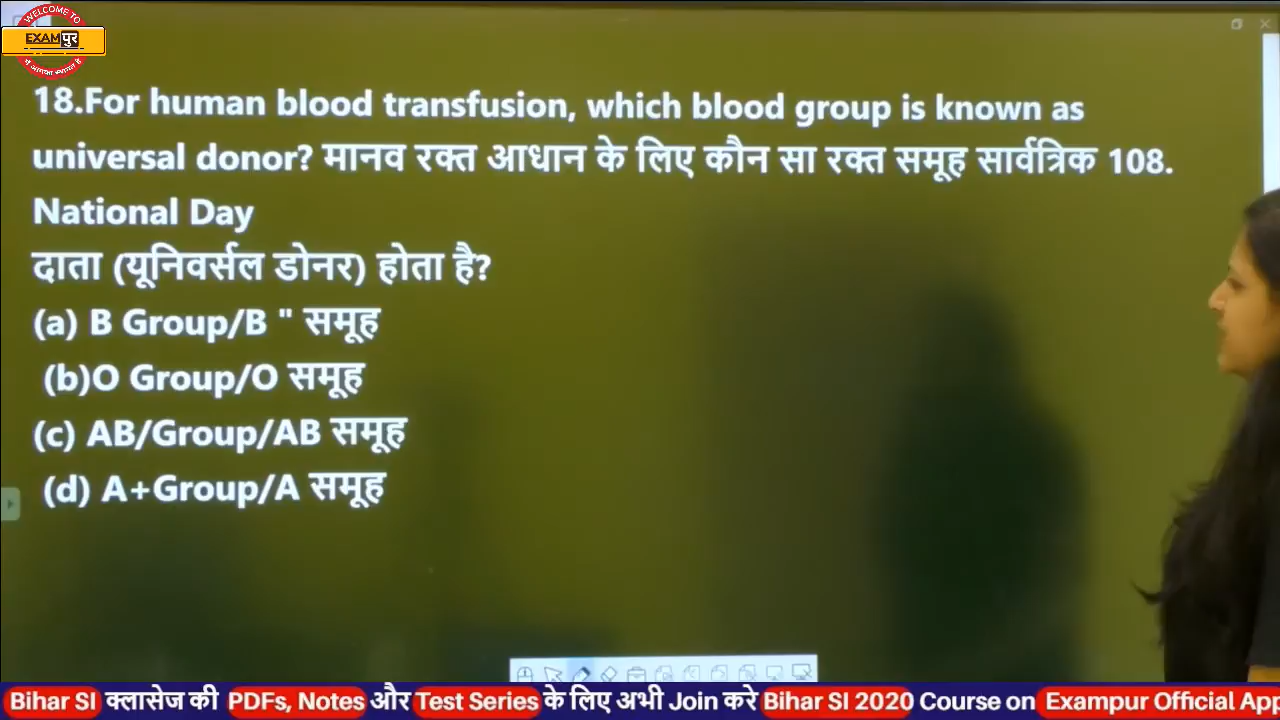 WELCOME TO
EXAMपुर
18.For human blood transfusion, which blood group is known as
universal donor? मानव रक्त आधान के लिए कौन सा रक्त समूह सार्वत्रिक 108.
National Day
दाता (यूनिवर्सल डोनर) होता है?
(a) B Group/B " समूह
(b)O Group/O समूह
(c) AB/Group/AB समूह
(d) A+Group/A समूह
Bihar SI क्लासेज की PDFs, Notes और Test Series के लिए अभी Join करे Bihar SI 2020 Course on Exampur Official App